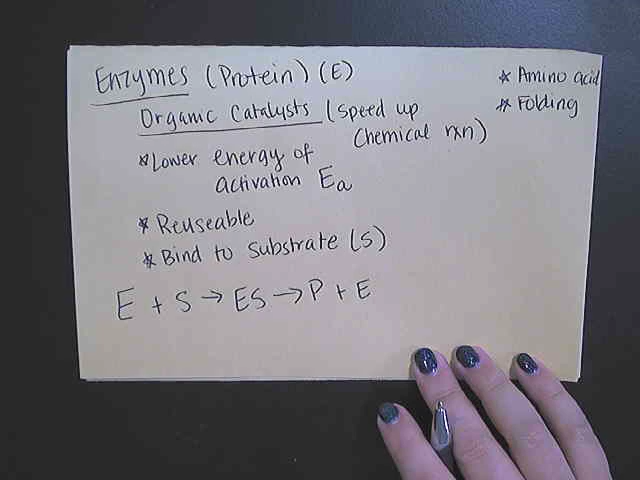 Enzymes (Protein) (E)
* Amino acid
* Folding
Organic Catalysts (speed up
Chemical rxn)
* Lower energy of
activation Ea
* Reuseable
* Bind to substrate (S)
E + S → ES → P + E